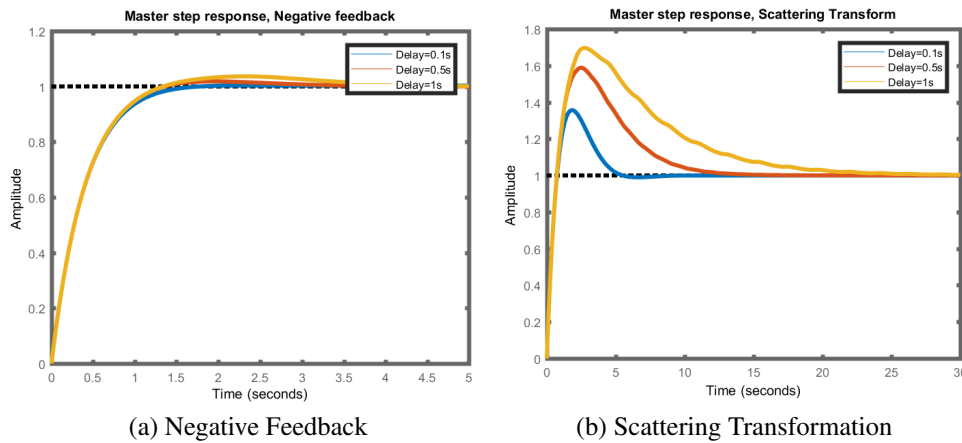 Master step response, Negative feedback
1.2
1
0.8
0.6
0.4
0.2
0
Amplitude
Delay=0.1s
Delay=0.5s
Delay=1s
0 0.5 1 1.5 2 2.5 3 3.5 4 4.5 5
Time (seconds)
(a) Negative Feedback
Master step response, Scattering Transform
1.8
1.6
1.4
1.2
1
0.8
0.6
0.4
0.2
0
Amplitude
Delay=0.1s
Delay=0.5s
Delay=1s
0 5 10 15 20 25 30
Time (seconds)
(b) Scattering Transformation